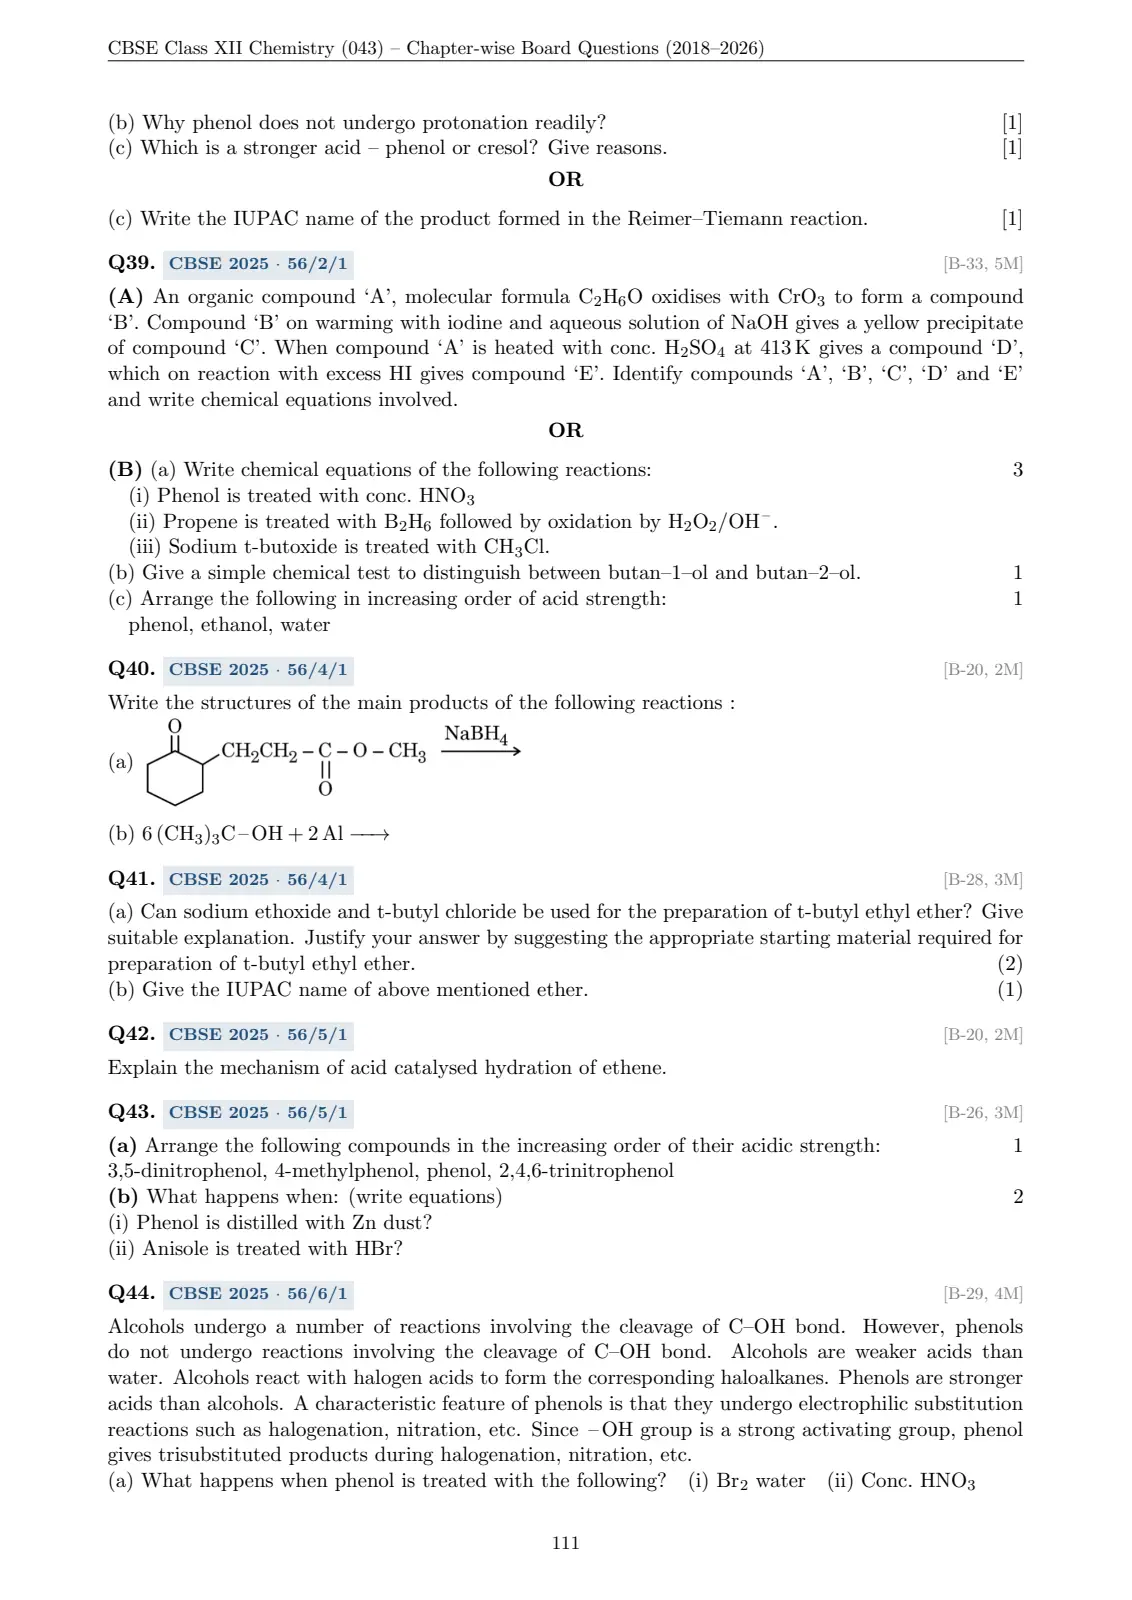 CBSE Class XII Chemistry (043) – Chapter-wise Board Questions (2018–2026)
(b) Why phenol does not undergo protonation readily? [1]
(c) Which is a stronger acid – phenol or cresol? Give reasons. [1]
OR
(c) Write the IUPAC name of the product formed in the Reimer–Tiemann reaction. [1]
Q39. CBSE 2025 · 56/2/1 [B-33, 5M]
(A) An organic compound ‘A’, molecular formula C₂H₆O oxidises with CrO₃ to form a compound
‘B’. Compound ‘B’ on warming with iodine and aqueous solution of NaOH gives a yellow precipitate
of compound ‘C’. When compound ‘A’ is heated with conc. H₂SO₄ at 413 K gives a compound ‘D’,
which on reaction with excess HI gives compound ‘E’. Identify compounds ‘A’, ‘B’, ‘C’, ‘D’ and ‘E’
and write chemical equations involved.
OR
(B) (a) Write chemical equations of the following reactions: 3
(i) Phenol is treated with conc. HNO₃
(ii) Propene is treated with B₂H₆ followed by oxidation by H₂O₂/OH⁻.
(iii) Sodium t-butoxide is treated with CH₃Cl.
(b) Give a simple chemical test to distinguish between butan–1–ol and butan–2–ol. 1
(c) Arrange the following in increasing order of acid strength: 1
phenol, ethanol, water
Q40. CBSE 2025 · 56/4/1 [B-20, 2M]
Write the structures of the main products of the following reactions :
O
(a) CH₂CH₂ – C – O – CH₃ NaBH₄
O
(b) 6 (CH₃)₃C–OH + 2 Al ⟶
Q41. CBSE 2025 · 56/4/1 [B-28, 3M]
(a) Can sodium ethoxide and t-butyl chloride be used for the preparation of t-butyl ethyl ether? Give
suitable explanation. Justify your answer by suggesting the appropriate starting material required for
preparation of t-butyl ethyl ether. (2)
(b) Give the IUPAC name of above mentioned ether. (1)
Q42. CBSE 2025 · 56/5/1 [B-20, 2M]
Explain the mechanism of acid catalysed hydration of ethene.
Q43. CBSE 2025 · 56/5/1 [B-26, 3M]
(a) Arrange the following compounds in the increasing order of their acidic strength: 1
3,5-dinitrophenol, 4-methylphenol, phenol, 2,4,6-trinitrophenol
(b) What happens when: (write equations) 2
(i) Phenol is distilled with Zn dust?
(ii) Anisole is treated with HBr?
Q44. CBSE 2025 · 56/6/1 [B-29, 4M]
Alcohols undergo a number of reactions involving the cleavage of C–OH bond. However, phenols
do not undergo reactions involving the cleavage of C–OH bond. Alcohols are weaker acids than
water. Alcohols react with halogen acids to form the corresponding haloalkanes. Phenols are stronger
acids than alcohols. A characteristic feature of phenols is that they undergo electrophilic substitution
reactions such as halogenation, nitration, etc. Since –OH group is a strong activating group, phenol
gives trisubstituted products during halogenation, nitration, etc.
(a) What happens when phenol is treated with the following? (i) Br₂ water (ii) Conc. HNO₃
111